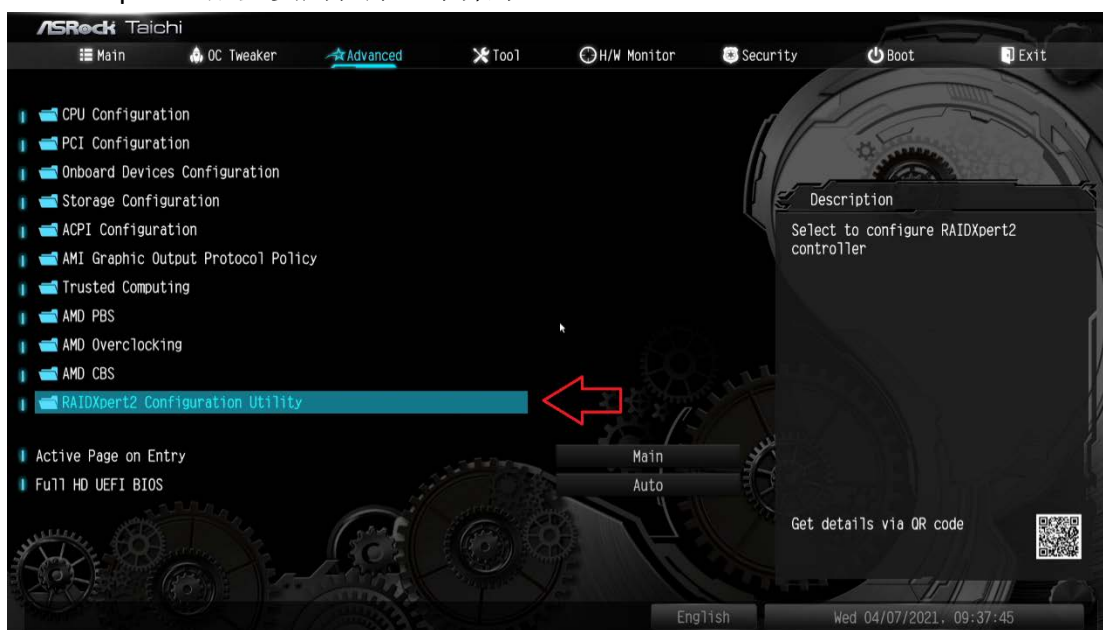 ASRock Taichi
Main OC Tweaker Advanced Tool H/W Monitor Security Boot Exit
CPU Configuration
PCI Configuration
Onboard Devices Configuration
Storage Configuration
ACPI Configuration
AMI Graphic Output Protocol Policy
Trusted Computing
AMD PBS
AMD Overclocking
AMD CBS
RAIDXpert2 Configuration Utility
Active Page on Entry Main
Full HD UEFI BIOS Auto
Description
Select to configure RAIDXpert2
controller
Get details via QR code
English Wed 04/07/2021, 09:37:45